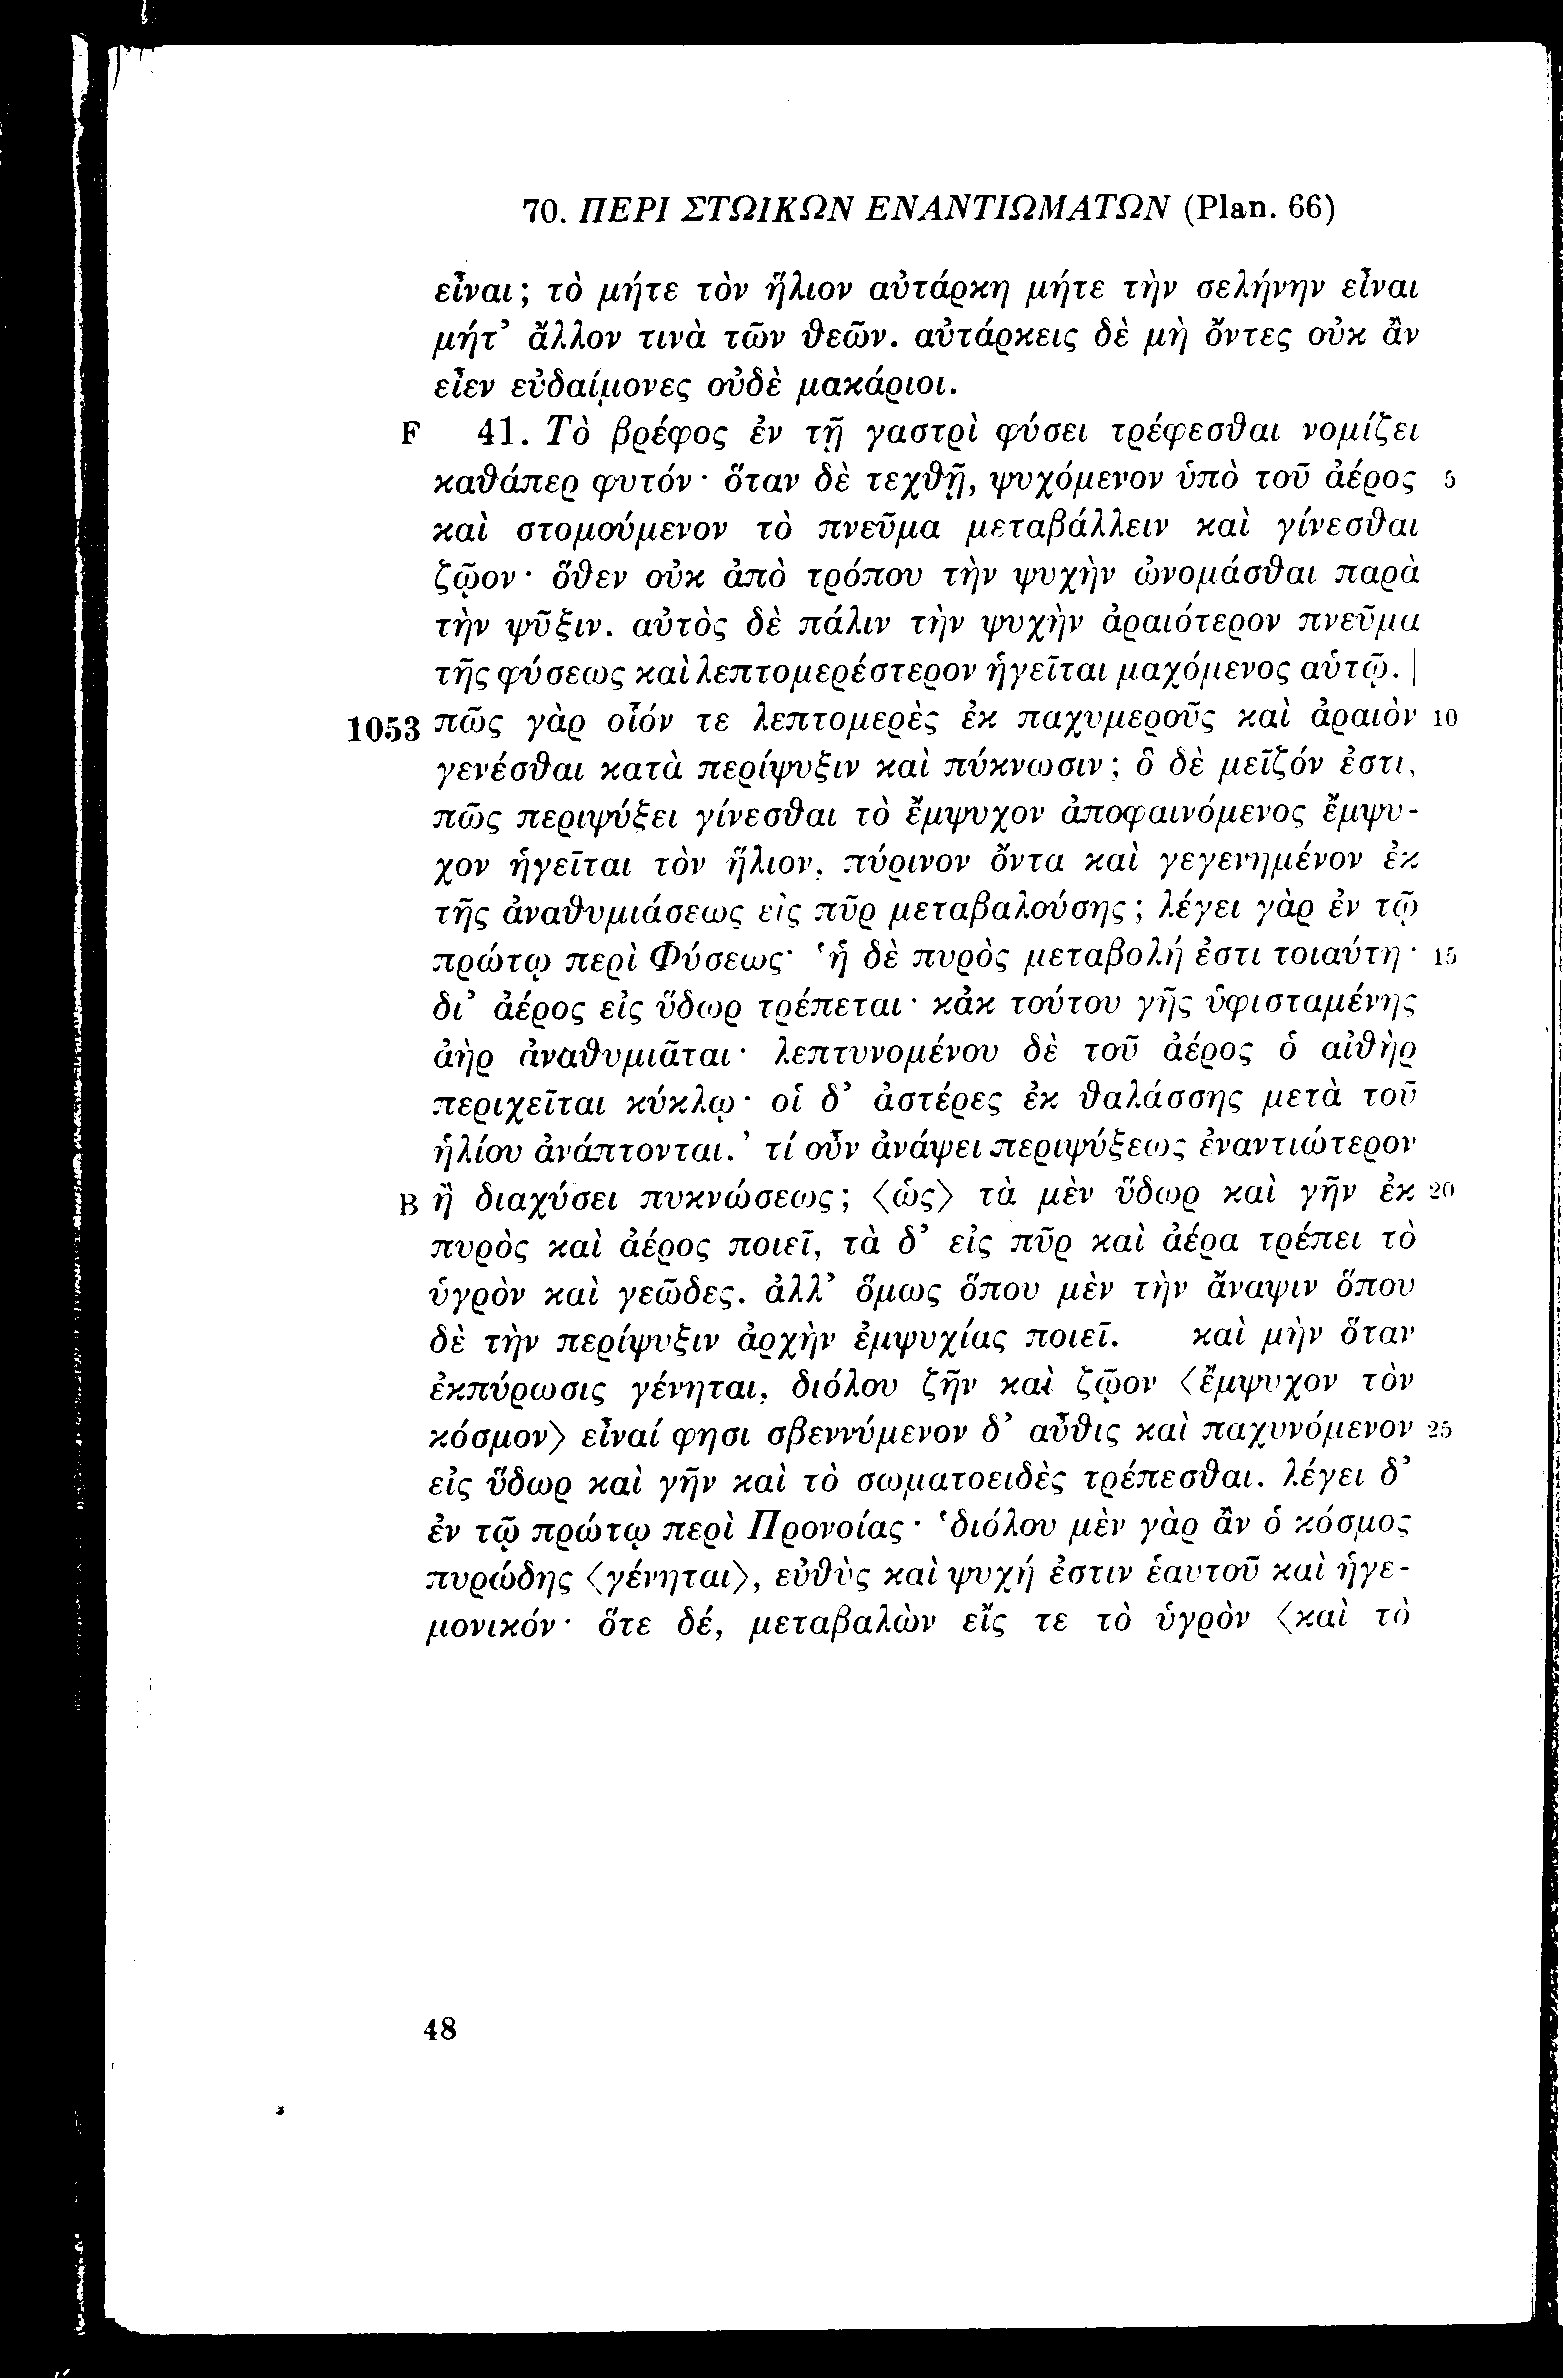 70. ΠΕΡΙ ΣΤΩΙΚΩΝ ΕΝΑΝΤΙΩΜΑΤΩΝ (Plan. 66)
εἶναι; τὸ μήτε τὸν ἥλιον αὐτάρκη μήτε τὴν σελήνην εἶναι
μήτ’ ἄλλον τινὰ τῶν θεῶν. αὐτάρκεις δὲ μὴ ὄντες οὐκ ἂν
εἶεν εὐδαίμονες οὐδὲ μακάριοι.
F 41. Τὸ βρέφος ἐν τῇ γαστρὶ φύσει τρέφεσθαι νομίζει
καθάπερ φυτόν· ὅταν δὲ τεχθῇ, ψυχόμενον ὑπὸ τοῦ ἀέρος 5
καὶ στομούμενον τὸ πνεῦμα μεταβάλλειν καὶ γίνεσθαι
ζῷον· ὅθεν οὐκ ἀπὸ τρόπου τὴν ψυχὴν ὠνομάσθαι παρὰ
τὴν ψῦξιν. αὐτὸς δὲ πάλιν τὴν ψυχὴν ἀραιότερον πνεῦμα
τῆς φύσεως καὶ λεπτομερέστερον ἡγεῖται μαχόμενος αὑτῷ. |
1053 πῶς γὰρ οἷόν τε λεπτομερὲς ἐκ παχυμεροῦς καὶ ἀραιὸν 10
γενέσθαι κατὰ περίψυξιν καὶ πύκνωσιν; ὃ δὲ μεῖζόν ἐστι,
πῶς περιψύξει γίνεσθαι τὸ ἔμψυχον ἀποφαινόμενος ἔμψυ-
χον ἡγεῖται τὸν ἥλιον, πύρινον ὄντα καὶ γεγενημένον ἐκ
τῆς ἀναθυμιάσεως εἰς πῦρ μεταβαλούσης; λέγει γὰρ ἐν τῷ
πρώτῳ περὶ Φύσεως· ‘ἡ δὲ πυρὸς μεταβολή ἐστι τοιαύτη· 15
δι’ ἀέρος εἰς ὕδωρ τρέπεται· κἀκ τούτου γῆς ὑφισταμένης
ἀὴρ ἀναθυμιᾶται· λεπτυνομένου δὲ τοῦ ἀέρος ὁ αἰθὴρ
περιχεῖται κύκλῳ· οἱ δ’ ἀστέρες ἐκ θαλάσσης μετὰ τοῦ
ἡλίου ἀνάπτονται.’ τί οὖν ἀνάψει περιψύξεως ἐναντιώτερον
B ἢ διαχύσει πυκνώσεως; ⟨ὡς⟩ τὰ μὲν ὕδωρ καὶ γῆν ἐκ 20
πυρὸς καὶ ἀέρος ποιεῖ, τὰ δ’ εἰς πῦρ καὶ ἀέρα τρέπει τὸ
ὑγρὸν καὶ γεῶδες. ἀλλ’ ὅμως ὅπου μὲν τὴν ἄναψιν ὅπου
δὲ τὴν περίψυξιν ἀρχὴν ἐμψυχίας ποιεῖ. καὶ μὴν ὅταν
ἐκπύρωσις γένηται, διόλου ζῆν καὶ ζῷον ⟨ἔμψυχον τὸν
κόσμον⟩ εἶναί φησι σβεννύμενον δ’ αὖθις καὶ παχυνόμενον 25
εἰς ὕδωρ καὶ γῆν καὶ τὸ σωματοειδὲς τρέπεσθαι. λέγει δ’
ἐν τῷ πρώτῳ περὶ Προνοίας· ‘διόλου μὲν γὰρ ἂν ὁ κόσμος
πυρώδης ⟨γένηται⟩, εὐθὺς καὶ ψυχή ἐστιν ἑαυτοῦ καὶ ἡγε-
μονικόν· ὅτε δέ, μεταβαλὼν εἴς τε τὸ ὑγρὸν ⟨καὶ τὸ
48